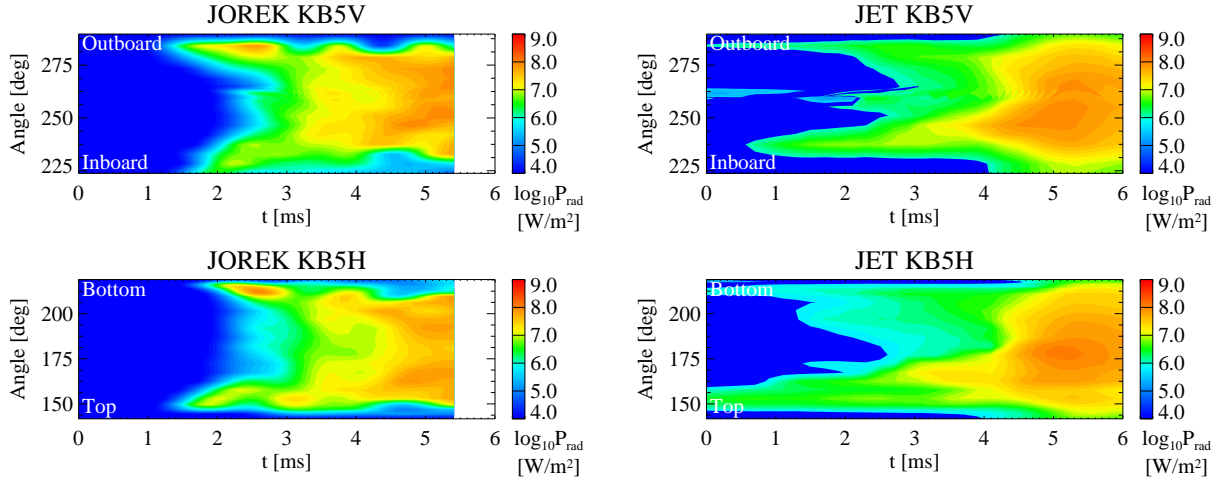 JOREK KB5V
Angle [deg]
275
250
225
Outboard
Inboard
0 1 2 3 4 5 6
t [ms]
9.0
8.0
7.0
6.0
5.0
4.0
log₁₀P_rad
[W/m²]
JET KB5V
Angle [deg]
275
250
225
Outboard
Inboard
0 1 2 3 4 5 6
t [ms]
9.0
8.0
7.0
6.0
5.0
4.0
log₁₀P_rad
[W/m²]
JOREK KB5H
Angle [deg]
200
175
150
Bottom
Top
0 1 2 3 4 5 6
t [ms]
9.0
8.0
7.0
6.0
5.0
4.0
log₁₀P_rad
[W/m²]
JET KB5H
Angle [deg]
200
175
150
Bottom
Top
0 1 2 3 4 5 6
t [ms]
9.0
8.0
7.0
6.0
5.0
4.0
log₁₀P_rad
[W/m²]